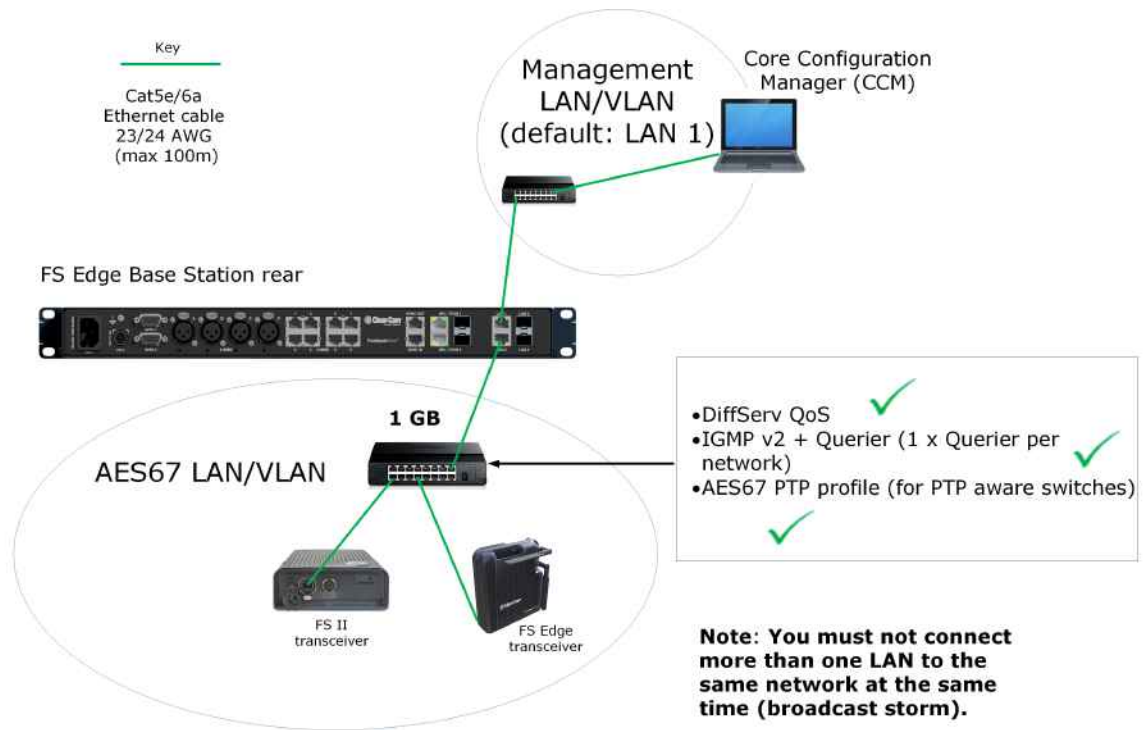 Key
Cat5e/6a
Ethernet cable
23/24 AWG
(max 100m)
Management
LAN/VLAN
(default: LAN 1)
Core Configuration
Manager (CCM)
FS Edge Base Station rear
ClearCom
1 GB
AES67 LAN/VLAN
•DiffServ QoS
•IGMP v2 + Querier (1 x Querier per
network)
•AES67 PTP profile (for PTP aware switches)
FS II
transceiver
FS Edge
transceiver
Note: You must not connect
more than one LAN to the
same network at the same
time (broadcast storm).